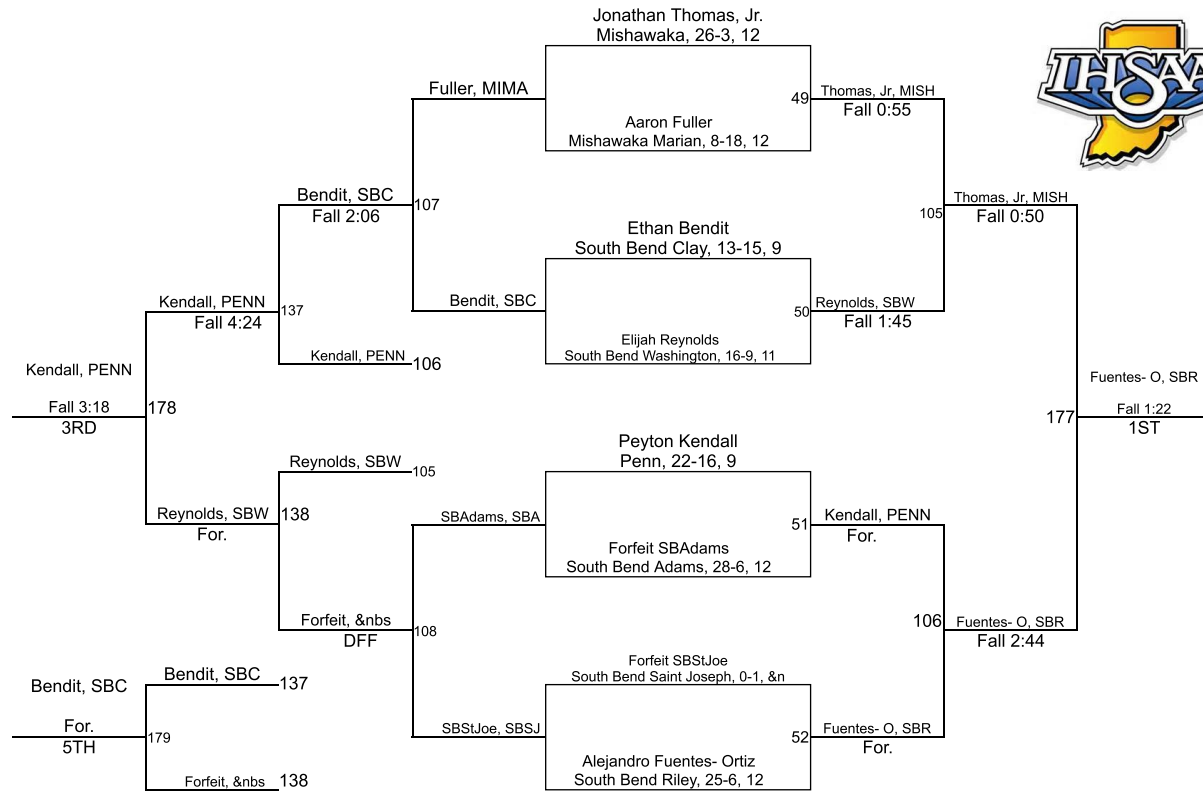 Jonathan Thomas, Jr.
Mishawaka, 26-3, 12
IHSAA
Fuller, MIMA
49
Thomas, Jr, MISH
Fall 0:55
Aaron Fuller
Mishawaka Marian, 8-18, 12
Bendit, SBC
Fall 2:06
107
105
Thomas, Jr, MISH
Fall 0:50
Ethan Bendit
South Bend Clay, 13-15, 9
Kendall, PENN
Fall 4:24
137
Bendit, SBC
50
Reynolds, SBW
Fall 1:45
Elijah Reynolds
South Bend Washington, 16-9, 11
Kendall, PENN
106
Kendall, PENN
Fall 3:18
3RD
178
177
Fuentes- O, SBR
Fall 1:22
1ST
Peyton Kendall
Penn, 22-16, 9
Reynolds, SBW
105
Reynolds, SBW
For.
138
SBAdams, SBA
51
Kendall, PENN
For.
Forfeit SBAdams
South Bend Adams, 28-6, 12
Forfeit, &nbs
DFF
108
106
Fuentes- O, SBR
Fall 2:44
Forfeit SBStJoe
South Bend Saint Joseph, 0-1, &n
Bendit, SBC
137
Bendit, SBC
For.
5TH
179
SBStJoe, SBSJ
52
Fuentes- O, SBR
For.
Alejandro Fuentes- Ortiz
South Bend Riley, 25-6, 12
Forfeit, &nbs
138